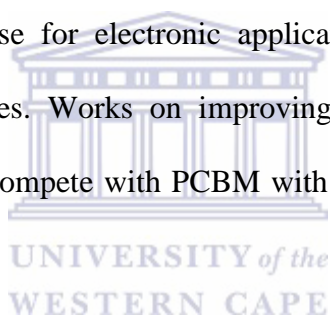 se for electronic applica
es. Works on improving
ompete with PCBM with
UNIVERSITY of the
WESTERN CAPE